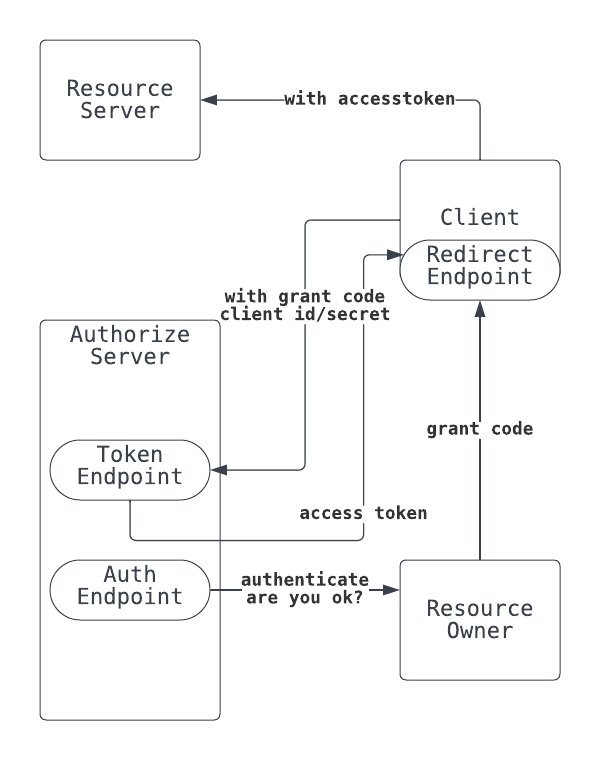 Resource
Server
with accesstoken
Client
Redirect
Endpoint
with grant code
client id/secret
Authorize
Server
grant code
Token
Endpoint
access token
Auth
Endpoint
authenticate
are you ok?
Resource
Owner